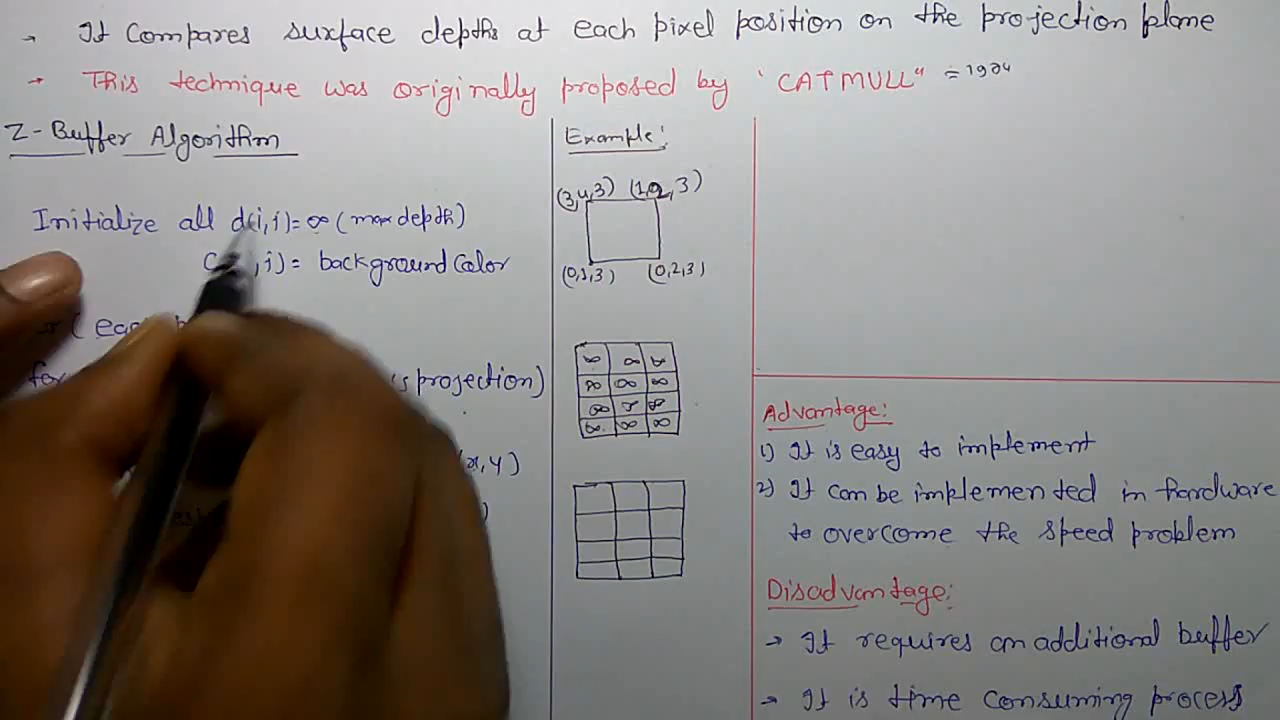 → It compares surface depths at each pixel position on the projection plane
→ This technique was originally proposed by "CATMULL" = 1974
Z-Buffer Algorithm
Initialize all d(i,j)=∞ (max depth)
,j) = background Color
is projection)
,y)
Example:
(3,4,3) (1,2,3)
(0,1,3) (0,2,3)
∞ ∞ ∞
∞ ∞ ∞
∞ ∞ ∞
∞ ∞ ∞
Advantage:
1) It is easy to implement
2) It can be implemented in hardware
to overcome the speed problem
Disadvantage:
→ It requires an additional buffer
→ It is time consuming process